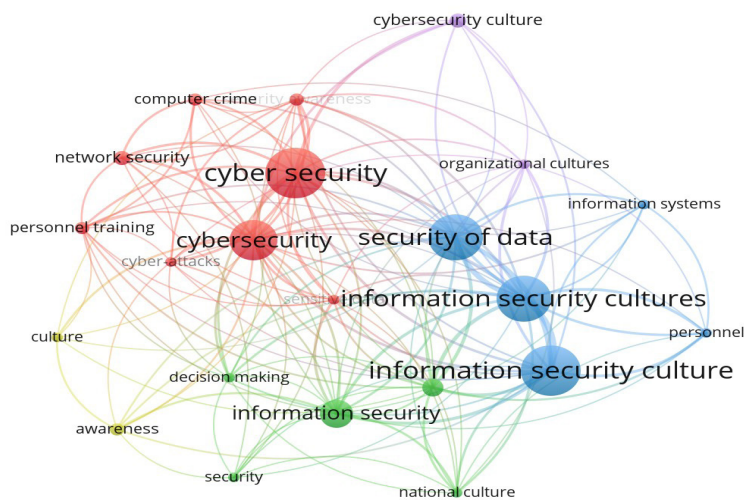 cybersecurity culture
computer crime
network security
organizational cultures
cyber security
information systems
personnel training
cybersecurity
security of data
cyber-attacks
information security cultures
culture
personnel
information security culture
decision making
information security
awareness
security
national culture